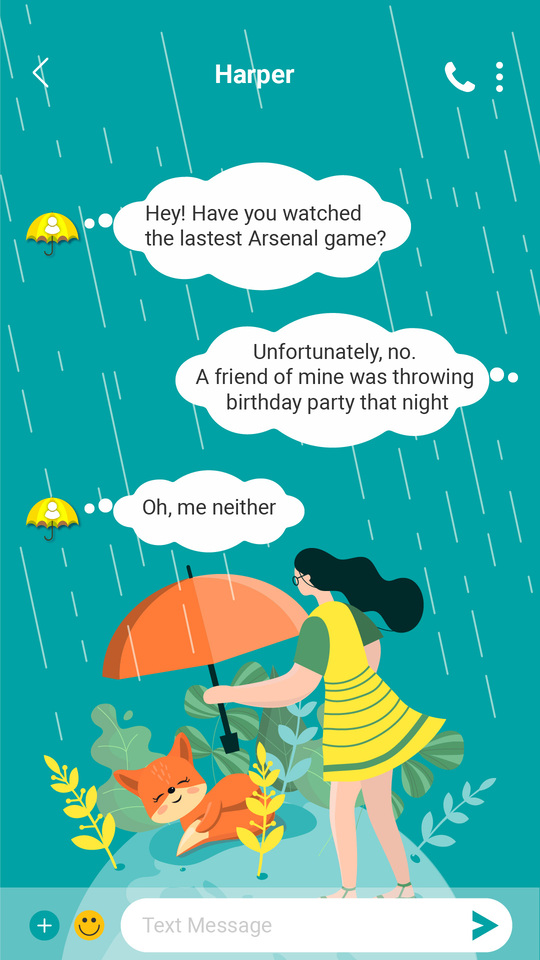 Harper
Hey! Have you watched
the lastest Arsenal game?
Unfortunately, no.
A friend of mine was throwing
birthday party that night
Oh, me neither
Text Message